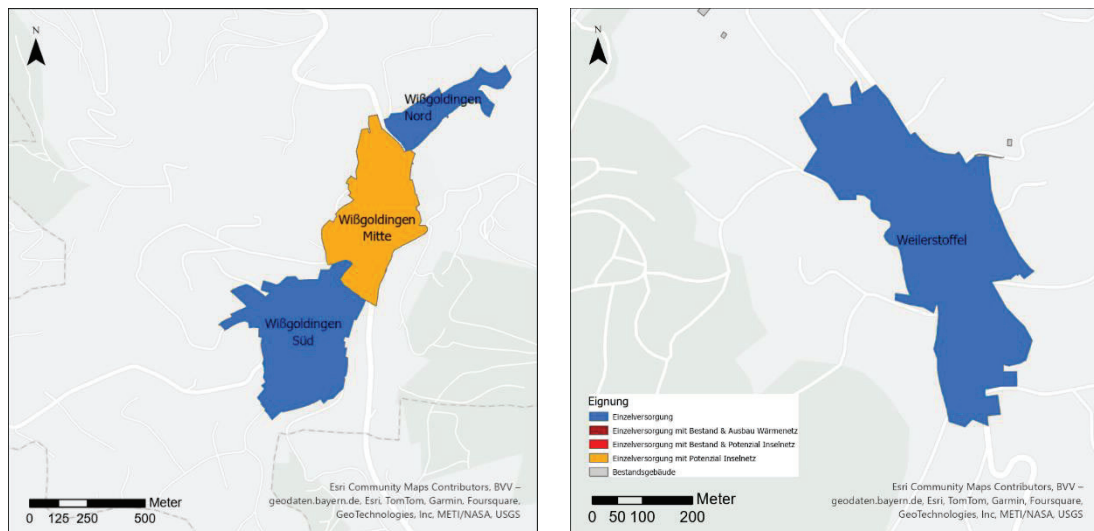 N
Wißgoldingen
Nord
Wißgoldingen
Mitte
Wißgoldingen
Süd
Meter
0 125 250 500
Esri Community Maps Contributors, BVV –
geodaten.bayern.de, Esri, TomTom, Garmin, Foursquare,
GeoTechnologies, Inc, METI/NASA, USGS
N
Weilerstoffel
Eignung
Einzelversorgung
Einzelversorgung mit Bestand & Ausbau Wärmenetz
Einzelversorgung mit Bestand & Potenzial Inselnetz
Einzelversorgung mit Potenzial Inselnetz
Bestandsgebäude
Meter
0 50 100 200
Esri Community Maps Contributors, BVV –
geodaten.bayern.de, Esri, TomTom, Garmin, Foursquare,
GeoTechnologies, Inc, METI/NASA, USGS